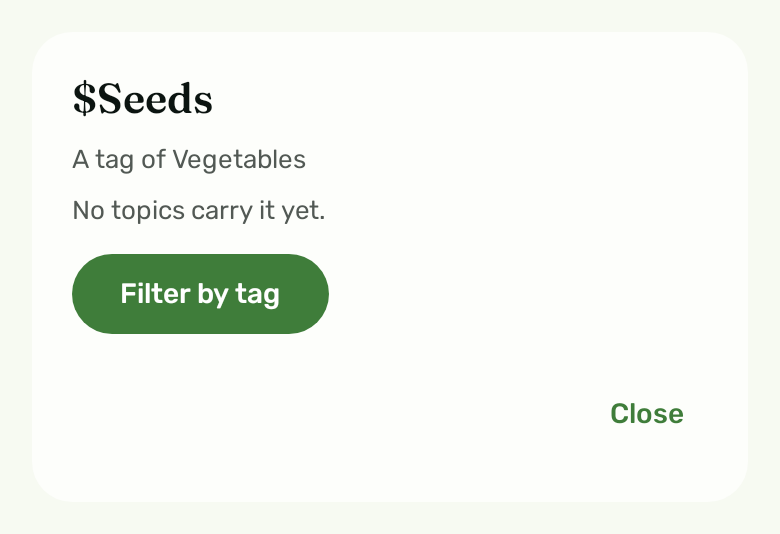 $Seeds
A tag of Vegetables
No topics carry it yet.
Filter by tag
Close